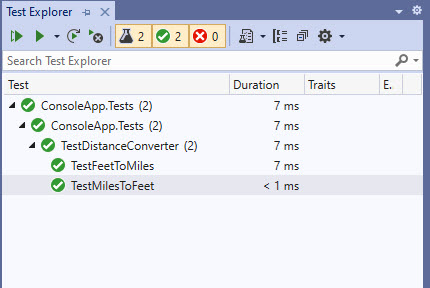 Test Explorer
2 2 0
Search Test Explorer
Test Duration Traits E.
ConsoleApp.Tests (2) 7 ms
ConsoleApp.Tests (2) 7 ms
TestDistanceConverter (2) 7 ms
TestFeetToMiles 7 ms
TestMilesToFeet < 1 ms